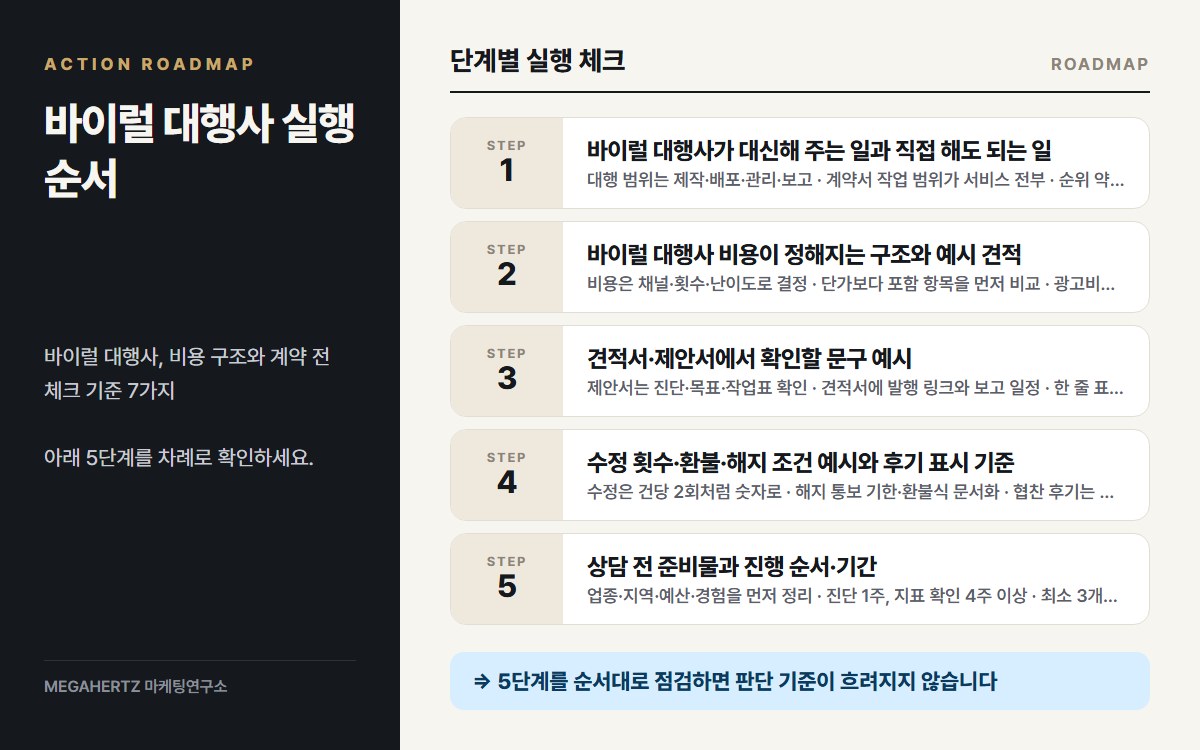 ACTION ROADMAP
바이럴 대행사 실행
순서
바이럴 대행사, 비용 구조와 계약 전
체크 기준 7가지
아래 5단계를 차례로 확인하세요.
MEGAHERTZ 마케팅연구소
단계별 실행 체크
ROADMAP
STEP
1
바이럴 대행사가 대신해 주는 일과 직접 해도 되는 일
대행 범위는 제작·배포·관리·보고 · 계약서 작업 범위가 서비스 전부 · 순위 약...
STEP
2
바이럴 대행사 비용이 정해지는 구조와 예시 견적
비용은 채널·횟수·난이도로 결정 · 단가보다 포함 항목을 먼저 비교 · 광고비...
STEP
3
견적서·제안서에서 확인할 문구 예시
제안서는 진단·목표·작업표 확인 · 견적서에 발행 링크와 보고 일정 · 한 줄 표...
STEP
4
수정 횟수·환불·해지 조건 예시와 후기 표시 기준
수정은 건당 2회처럼 숫자로 · 해지 통보 기한·환불식 문서화 · 협찬 후기는 ...
STEP
5
상담 전 준비물과 진행 순서·기간
업종·지역·예산·경험을 먼저 정리 · 진단 1주, 지표 확인 4주 이상 · 최소 3개...
⇒ 5단계를 순서대로 점검하면 판단 기준이 흐려지지 않습니다